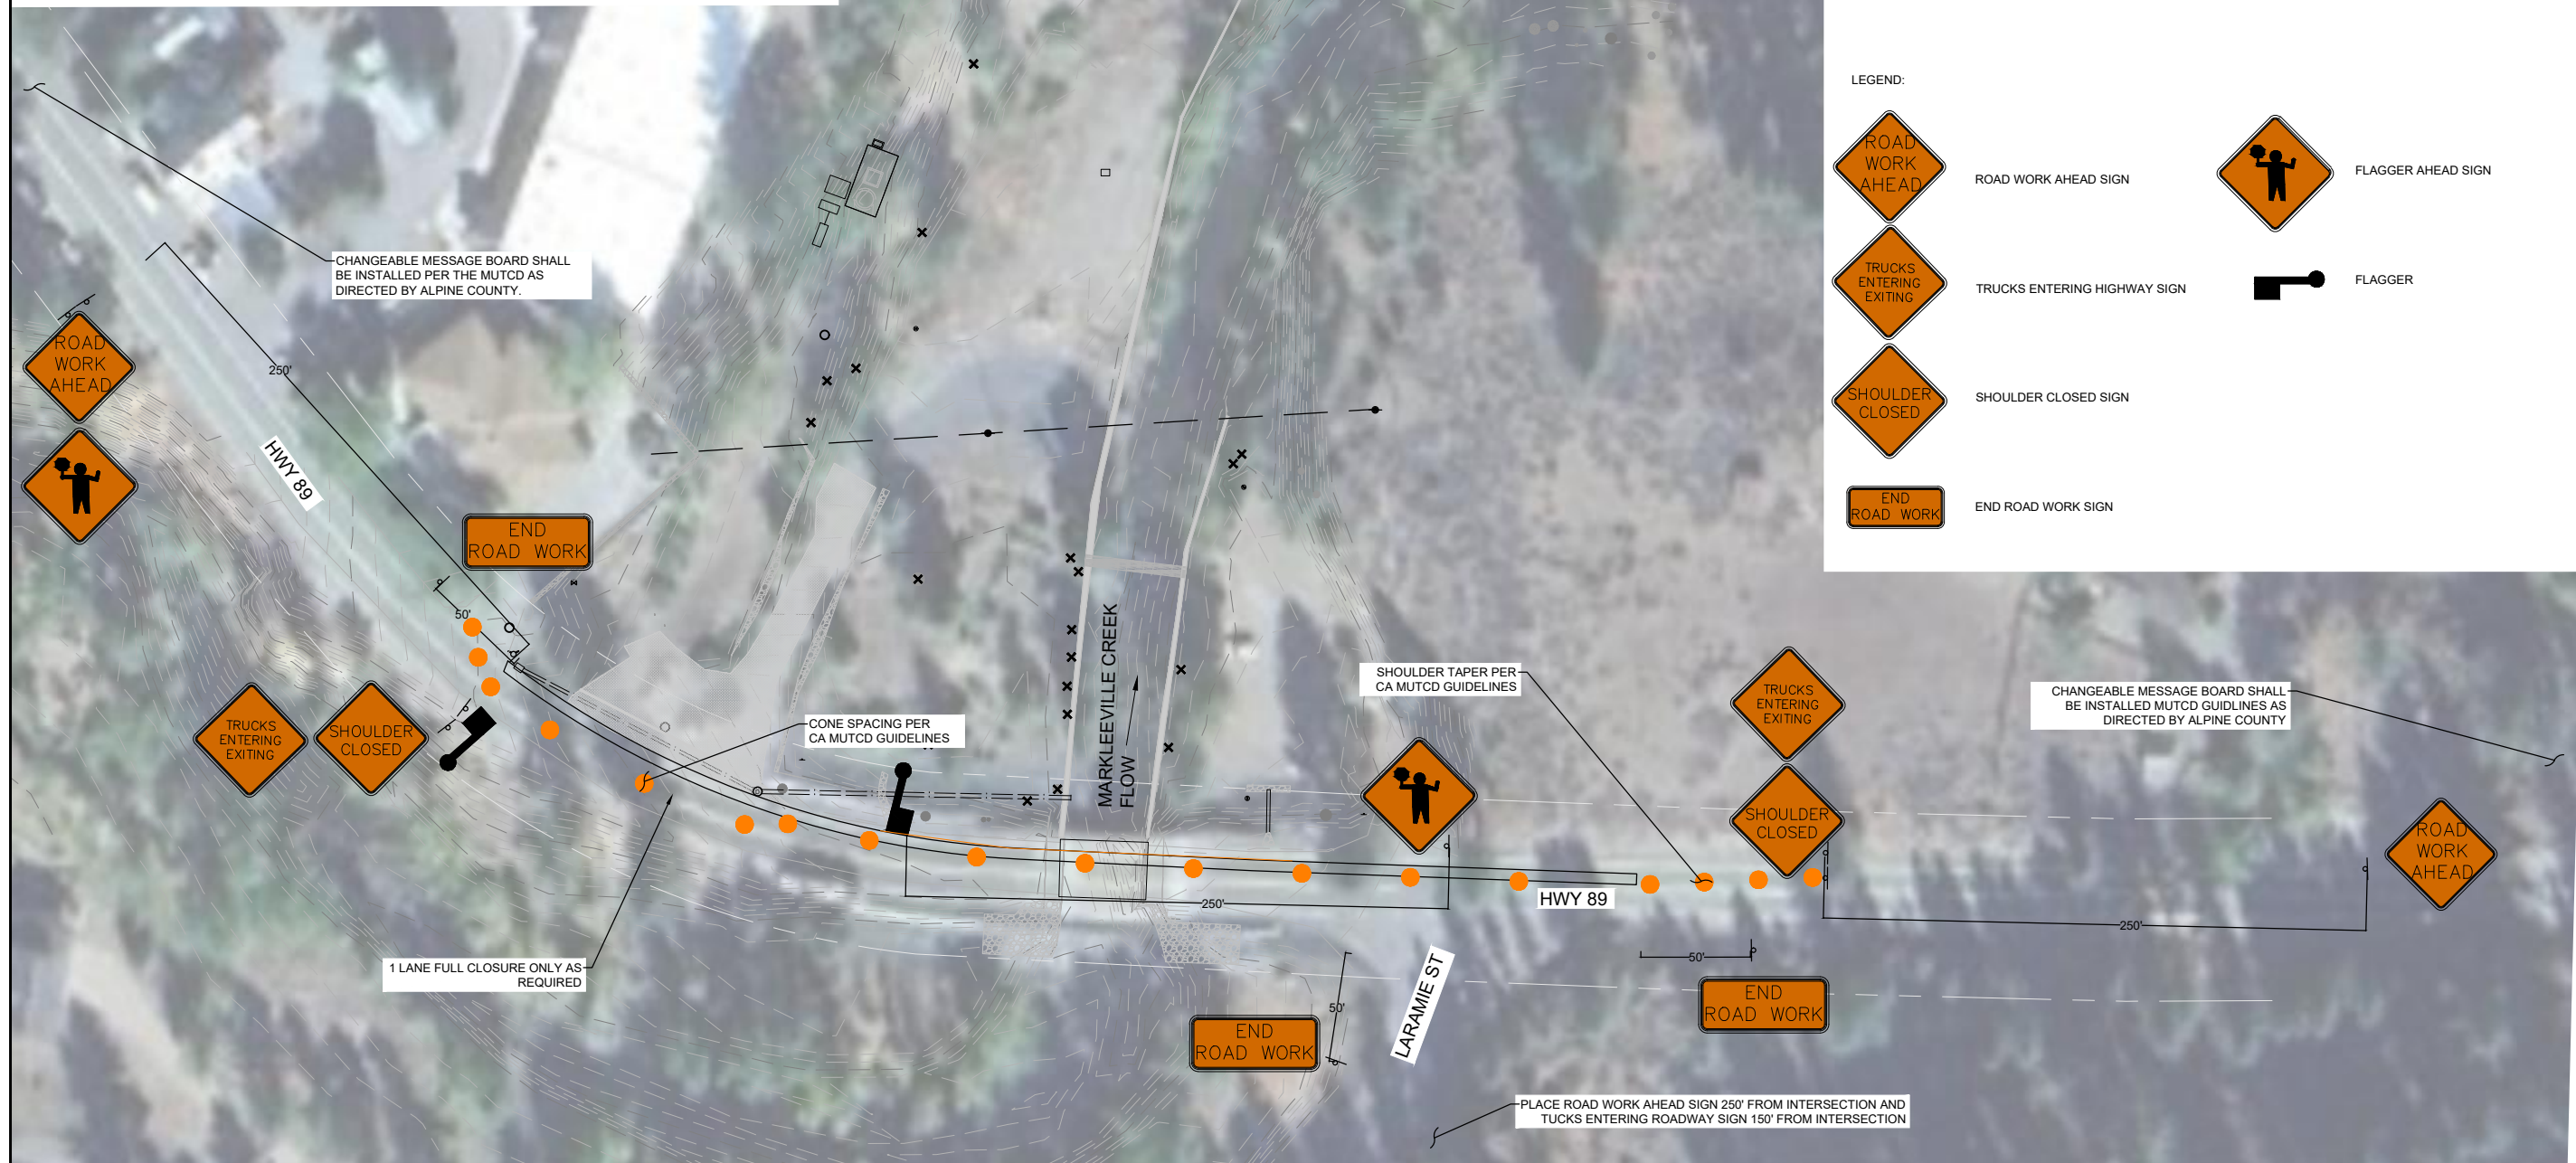 LEGEND:
ROAD
WORK
AHEAD
ROAD WORK AHEAD SIGN
FLAGGER AHEAD SIGN
TRUCKS
ENTERING
EXITING
TRUCKS ENTERING HIGHWAY SIGN
FLAGGER
SHOULDER
CLOSED
SHOULDER CLOSED SIGN
END
ROAD WORK
END ROAD WORK SIGN
CHANGEABLE MESSAGE BOARD SHALL
BE INSTALLED PER THE MUTCD AS
DIRECTED BY ALPINE COUNTY.
ROAD
WORK
AHEAD
250'
HWY 89
END
ROAD WORK
50'
TRUCKS
ENTERING
EXITING
SHOULDER
CLOSED
CONE SPACING PER
CA MUTCD GUIDELINES
MARKLEEVILLE CREEK
FLOW
SHOULDER TAPER PER
CA MUTCD GUIDELINES
TRUCKS
ENTERING
EXITING
SHOULDER
CLOSED
CHANGEABLE MESSAGE BOARD SHALL
BE INSTALLED MUTCD GUIDLINES AS
DIRECTED BY ALPINE COUNTY
ROAD
WORK
AHEAD
250'
HWY 89
250'
1 LANE FULL CLOSURE ONLY AS
REQUIRED
50'
END
ROAD WORK
LARAMIE ST
50'
END
ROAD WORK
PLACE ROAD WORK AHEAD SIGN 250' FROM INTERSECTION AND
TUCKS ENTERING ROADWAY SIGN 150' FROM INTERSECTION